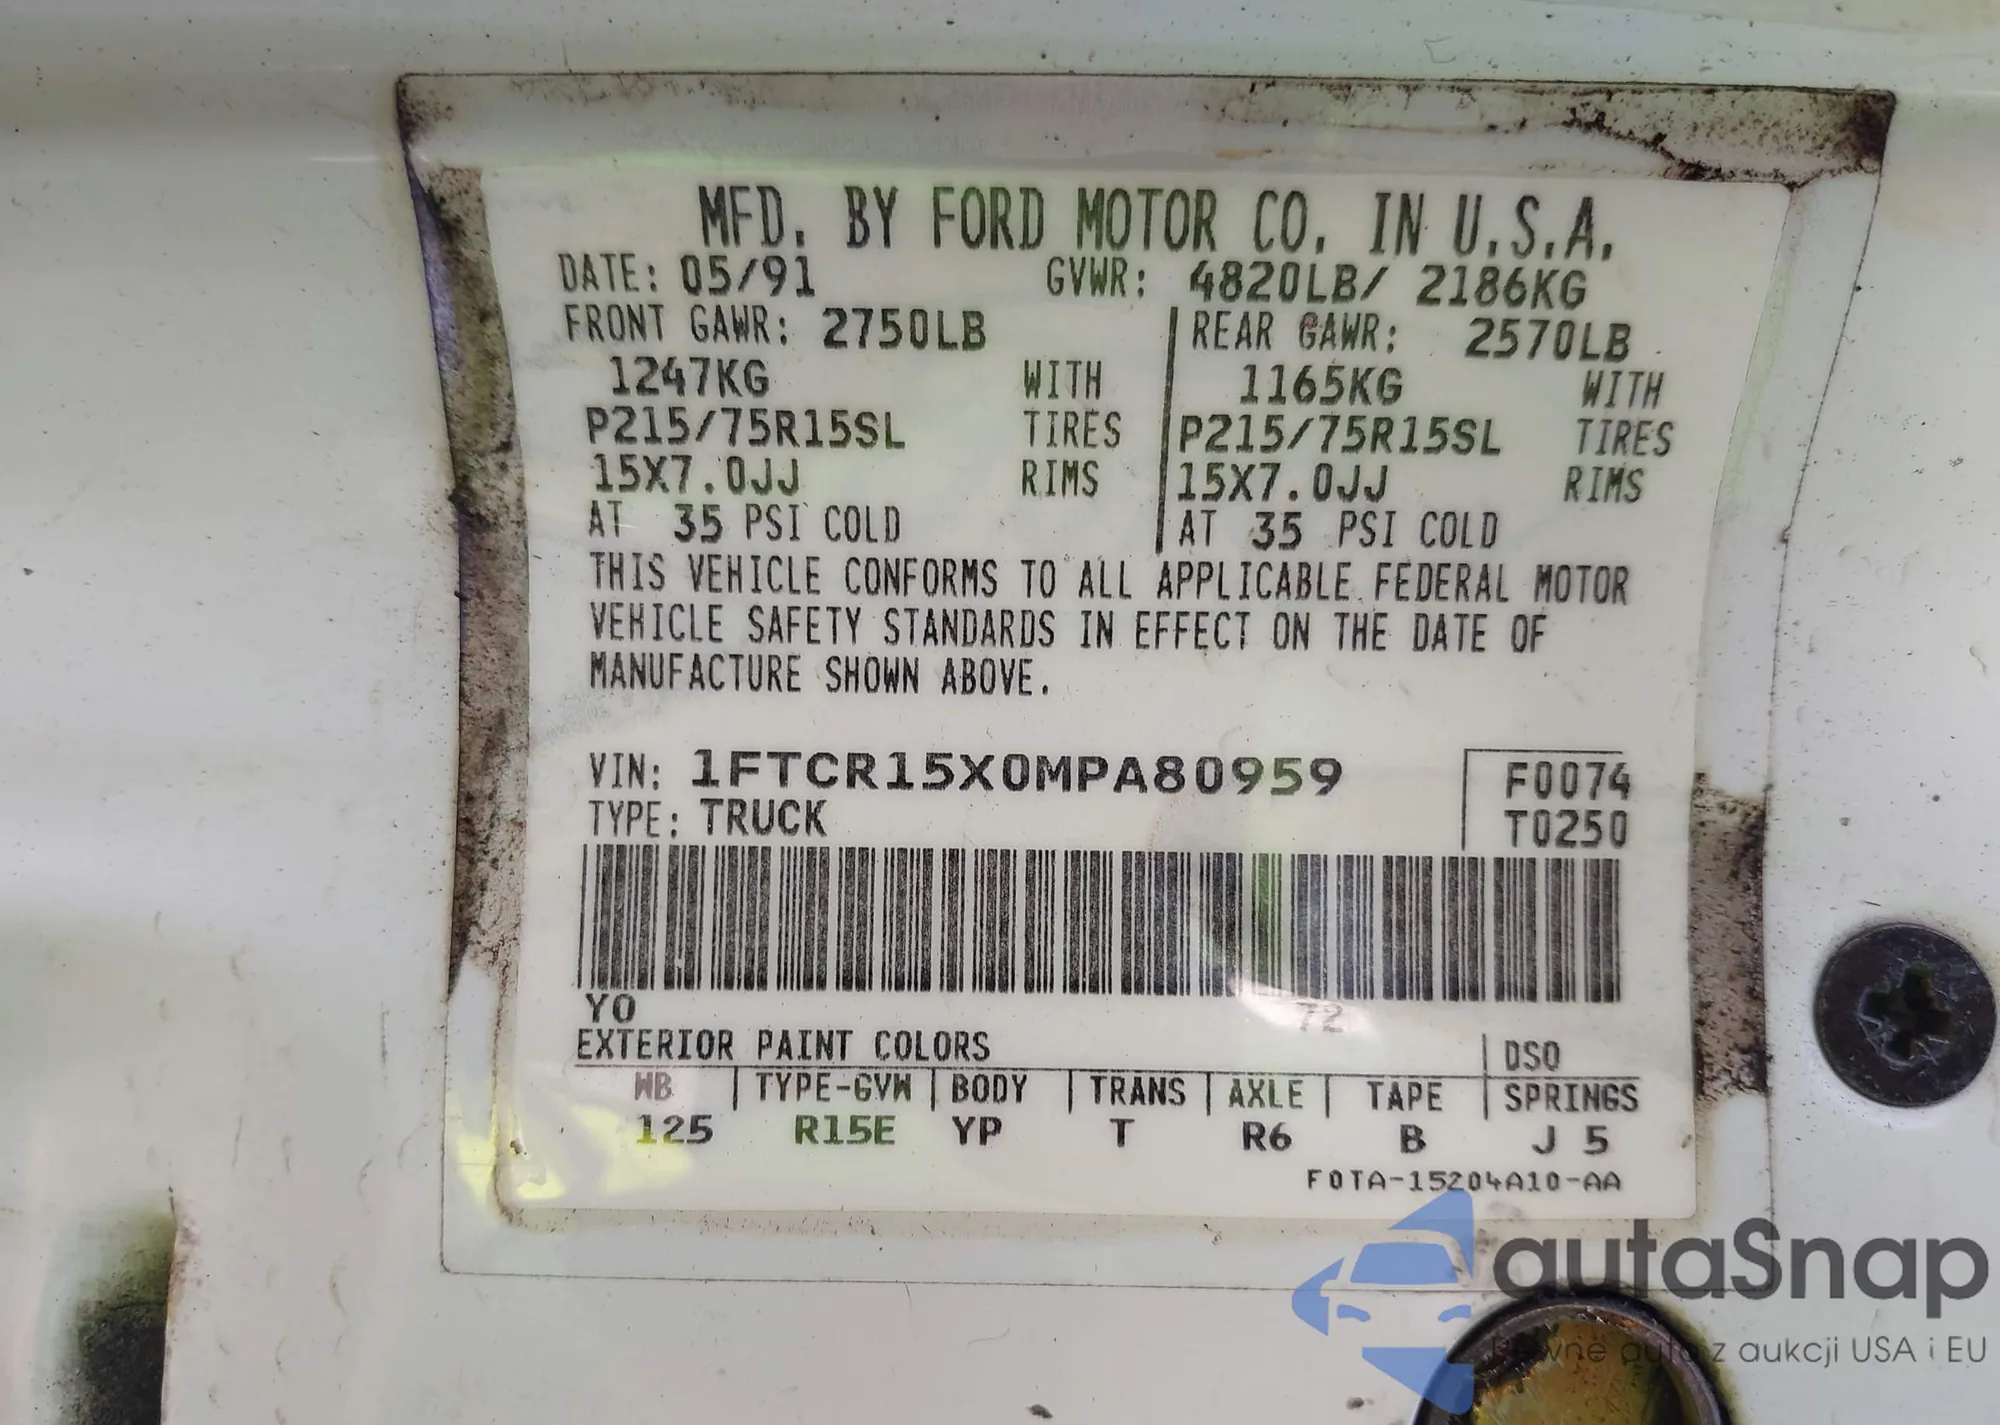 MFD. BY FORD MOTOR CO. IN U.S.A.
DATE: 05/91 GVWR: 4820LB/ 2186KG
FRONT GAWR: 2750LB REAR GAWR: 2570LB
1247KG WITH 1165KG WITH
P215/75R15SL TIRES P215/75R15SL TIRES
15X7.0JJ RIMS 15X7.0JJ RIMS
AT 35 PSI COLD AT 35 PSI COLD
THIS VEHICLE CONFORMS TO ALL APPLICABLE FEDERAL MOTOR
VEHICLE SAFETY STANDARDS IN EFFECT ON THE DATE OF
MANUFACTURE SHOWN ABOVE.
VIN: 1FTCR15X0MPA80959 F0074
TYPE: TRUCK T0250
YO 72
EXTERIOR PAINT COLORS DSO
WB TYPE-GVW BODY TRANS AXLE TAPE SPRINGS
125 R15E YP T R6 B J 5
F0TA-15204A10-AA
autaSnap
Pewne auta z aukcji USA i EU